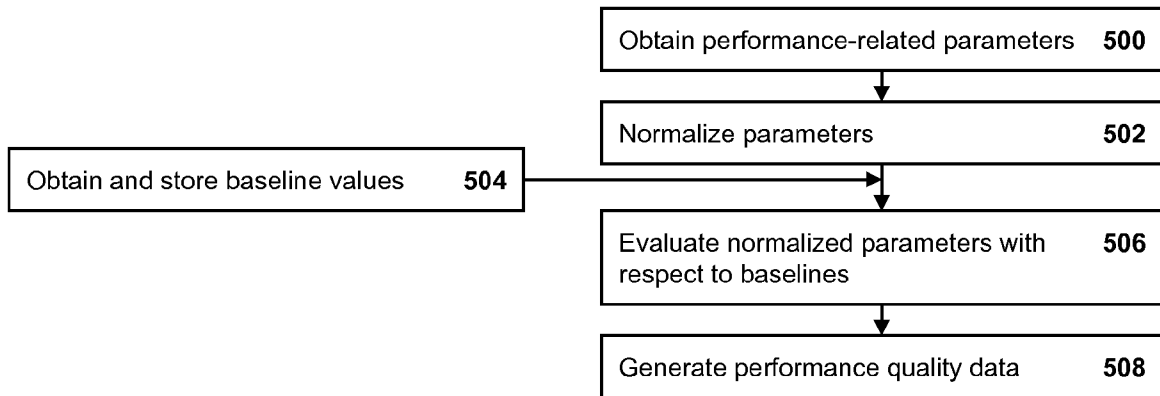 Obtain performance-related parameters 500
Normalize parameters 502
Obtain and store baseline values 504
Evaluate normalized parameters with 506
respect to baselines
Generate performance quality data 508